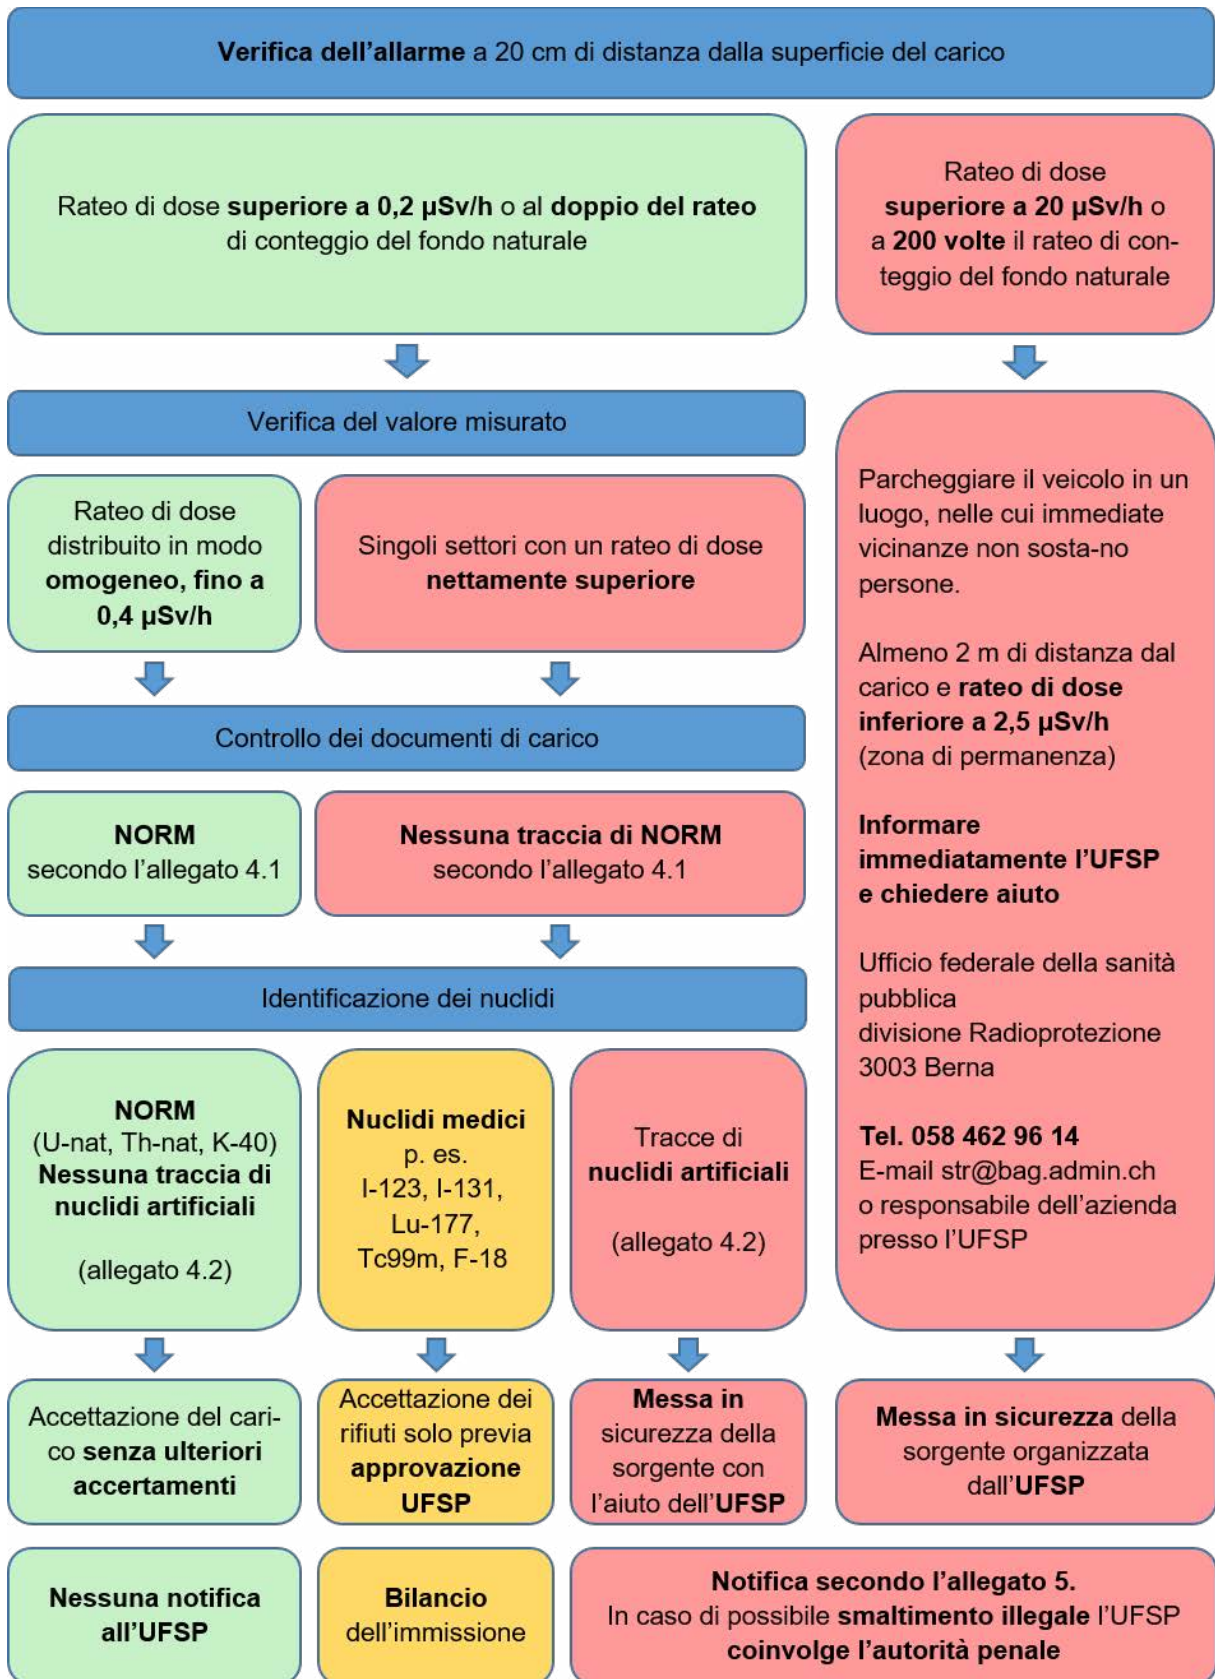 Verifica dell'allarme a 20 cm di distanza dalla superficie del carico
Rateo di dose superiore a 0,2 µSv/h o al doppio del rateo
di conteggio del fondo naturale
Rateo di dose
superiore a 20 µSv/h o
a 200 volte il rateo di con-
teggio del fondo naturale
Verifica del valore misurato
Rateo di dose
distribuito in modo
omogeneo, fino a
0,4 µSv/h
Singoli settori con un rateo di dose
nettamente superiore
Controllo dei documenti di carico
NORM
secondo l'allegato 4.1
Nessuna traccia di NORM
secondo l'allegato 4.1
Identificazione dei nuclidi
NORM
(U-nat, Th-nat, K-40)
Nessuna traccia di
nuclidi artificiali
(allegato 4.2)
Nuclidi medici
p. es.
I-123, I-131,
Lu-177,
Tc99m, F-18
Tracce di
nuclidi artificiali
(allegato 4.2)
Parcheggiare il veicolo in un
luogo, nelle cui immediate
vicinanze non sosta-no
persone.
Almeno 2 m di distanza dal
carico e rateo di dose
inferiore a 2,5 µSv/h
(zona di permanenza)
Informare
immediatamente l'UFSP
e chiedere aiuto
Ufficio federale della sanità
pubblica
divisione Radioprotezione
3003 Berna
Tel. 058 462 96 14
E-mail str@bag.admin.ch
o responsabile dell'azienda
presso l'UFSP
Accettazione del cari-
co senza ulteriori
accertamenti
Accettazione dei
rifiuti solo previa
approvazione
UFSP
Messa in
sicurezza della
sorgente con
l'aiuto dell'UFSP
Messa in sicurezza della
sorgente organizzata
dall'UFSP
Nessuna notifica
all'UFSP
Bilancio
dell'immissione
Notifica secondo l'allegato 5.
In caso di possibile smaltimento illegale l'UFSP
coinvolge l'autorità penale